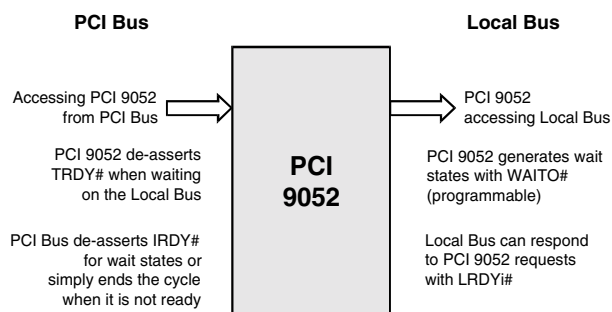 PCI Bus
Local Bus
Accessing PCI 9052
from PCI Bus
PCI 9052 de-asserts
TRDY# when waiting
on the Local Bus
PCI Bus de-asserts IRDY#
for wait states or
simply ends the cycle
when it is not ready
PCI
9052
PCI 9052
accessing Local Bus
PCI 9052 generates wait
states with WAITO#
(programmable)
Local Bus can respond
to PCI 9052 requests
with LRDYi#